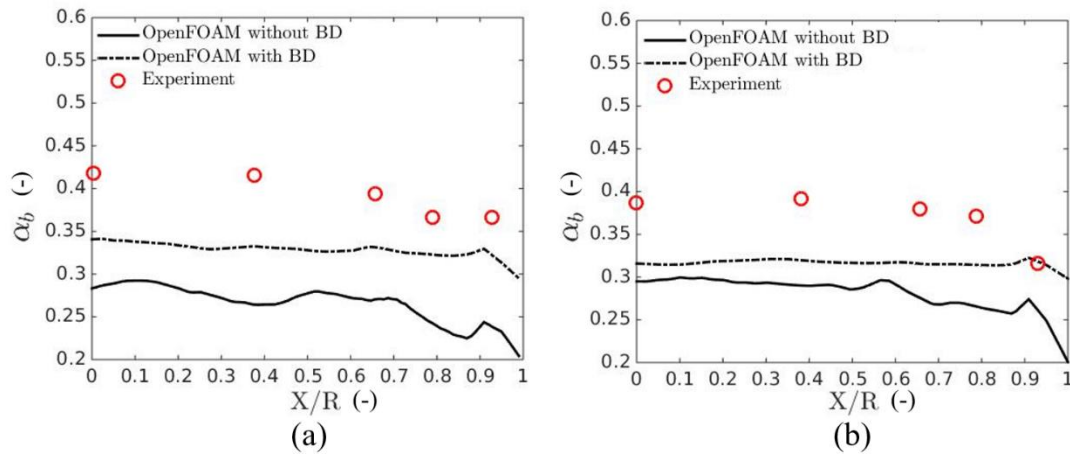 0.6
OpenFOAM without BD
OpenFOAM with BD
Experiment
0.55
0.5
0.45
0.4
0.35
0.3
0.25
0.2
α_b (-)
0 0.1 0.2 0.3 0.4 0.5 0.6 0.7 0.8 0.9 1
X/R (-)
(a)
0.6
OpenFOAM without BD
OpenFOAM with BD
Experiment
0.55
0.5
0.45
0.4
0.35
0.3
0.25
0.2
α_b (-)
0 0.1 0.2 0.3 0.4 0.5 0.6 0.7 0.8 0.9 1
X/R (-)
(b)